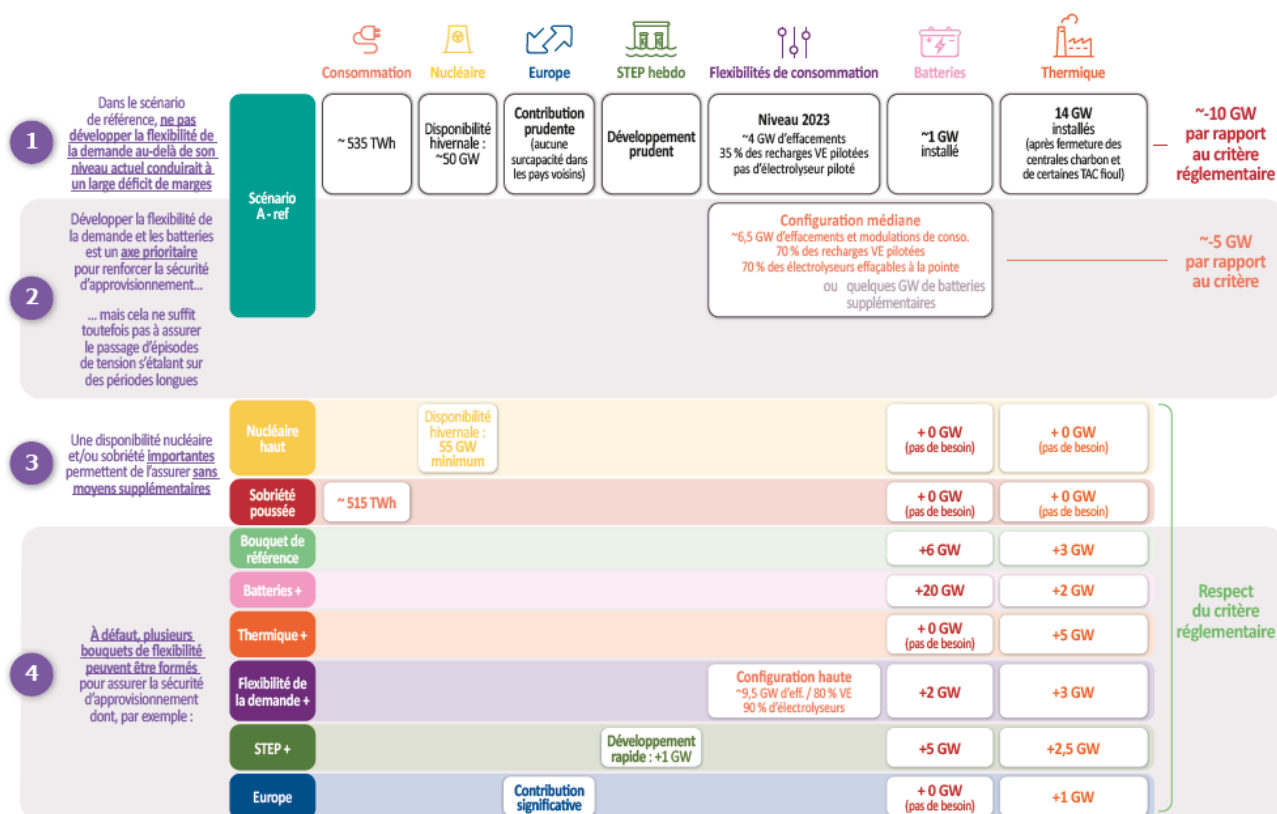 Consommation
Nucléaire
Europe
STEP hebdo
Flexibilités de consommation
Batteries
Thermique
1
Dans le scénario
de référence, ne pas
développer la flexibilité de
la demande au-delà de son
niveau actuel conduirait à
un large déficit de marges
Scénario
A - ref
~ 535 TWh
Disponibilité
hivernale :
~50 GW
Contribution
prudente
(aucune
surcapacité dans
les pays voisins)
Développement
prudent
Niveau 2023
~4 GW d'effacements
35 % des recharges VE pilotées
pas d'électrolyseur piloté
~1 GW
installé
14 GW
installés
(après fermeture des
centrales charbon et
de certaines TAC fioul)
~-10 GW
par rapport
au critère
réglementaire
2
Développer la flexibilité de
la demande et les batteries
est un axe prioritaire
pour renforcer la sécurité
d'approvisionnement...
... mais cela ne suffit
toutefois pas à assurer
le passage d'épisodes
de tension s'étalant sur
des périodes longues
Configuration médiane
~6,5 GW d'effacements et modulations de conso.
70 % des recharges VE pilotées
70 % des électrolyseurs effaçables à la pointe
ou quelques GW de batteries
supplémentaires
~-5 GW
par rapport
au critère
3
Une disponibilité nucléaire
et/ou sobriété importantes
permettent de l'assurer sans
moyens supplémentaires
Nucléaire
haut
Disponibilité
hivernale :
55 GW
minimum
+ 0 GW
(pas de besoin)
+ 0 GW
(pas de besoin)
Sobriété
poussée
~ 515 TWh
+ 0 GW
(pas de besoin)
+ 0 GW
(pas de besoin)
4
À défaut, plusieurs
bouquets de flexibilité
peuvent être formés
pour assurer la sécurité
d'approvisionnement
dont, par exemple :
Bouquet de
référence
+6 GW
+3 GW
Batteries +
+20 GW
+2 GW
Thermique +
+ 0 GW
(pas de besoin)
+5 GW
Flexibilité de
la demande +
Configuration haute
~9,5 GW d'eff. / 80 % VE
90 % d'électrolyseurs
+2 GW
+3 GW
STEP +
Développement
rapide : +1 GW
+5 GW
+2,5 GW
Europe
Contribution
significative
+ 0 GW
(pas de besoin)
+1 GW
Respect
du critère
réglementaire